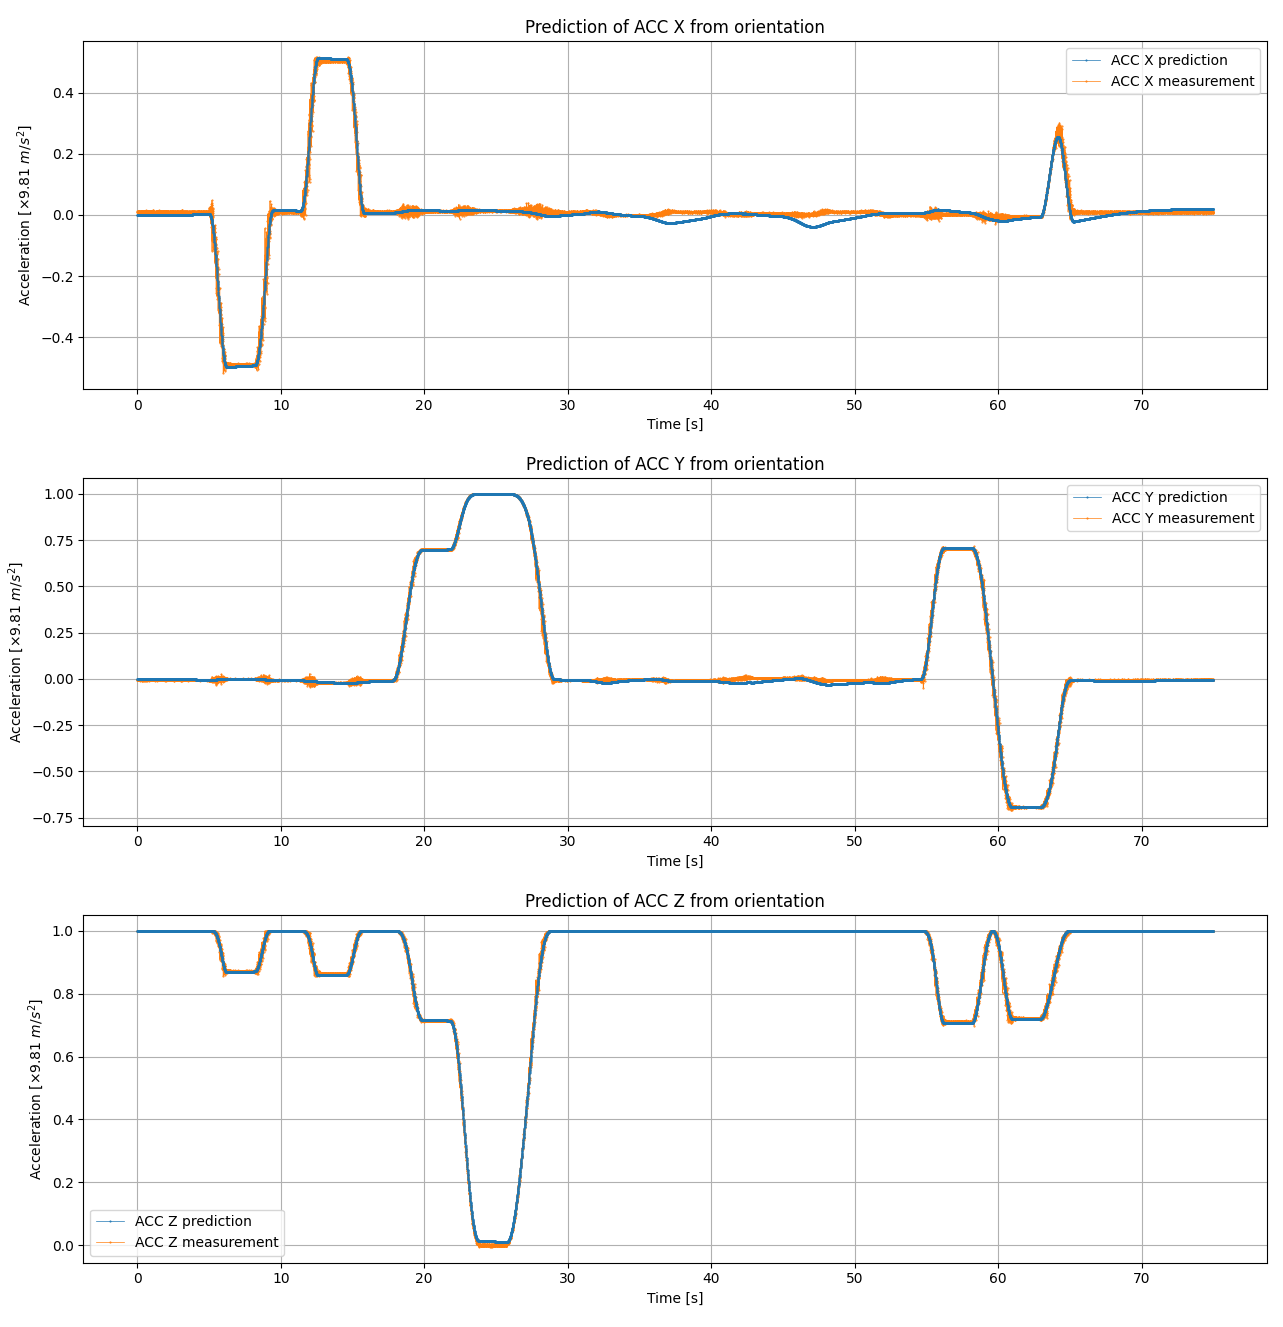 Prediction of ACC X from orientation
ACC X prediction
ACC X measurement
Acceleration [×9.81 m/s²]
0.4
0.2
0.0
−0.2
−0.4
0 10 20 30 40 50 60 70
Time [s]
Prediction of ACC Y from orientation
ACC Y prediction
ACC Y measurement
Acceleration [×9.81 m/s²]
1.00
0.75
0.50
0.25
0.00
−0.25
−0.50
−0.75
0 10 20 30 40 50 60 70
Time [s]
Prediction of ACC Z from orientation
Acceleration [×9.81 m/s²]
1.0
0.8
0.6
0.4
0.2
0.0
ACC Z prediction
ACC Z measurement
0 10 20 30 40 50 60 70
Time [s]